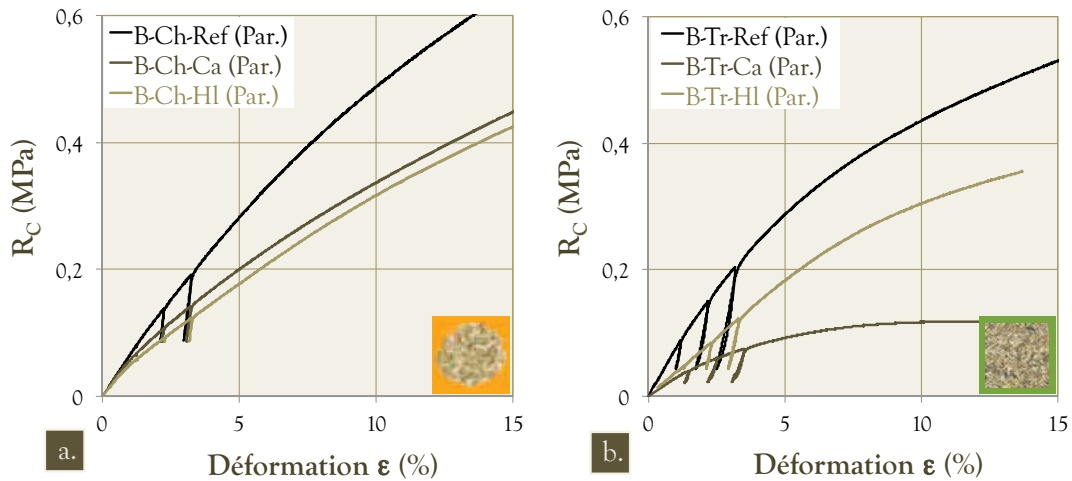 0,6
0,4
0,2
0
R_C (MPa)
B-Ch-Ref (Par.)
B-Ch-Ca (Par.)
B-Ch-Hl (Par.)
0
5
10
15
a.
Déformation ε (%)
0,6
0,4
0,2
0
R_C (MPa)
B-Tr-Ref (Par.)
B-Tr-Ca (Par.)
B-Tr-Hl (Par.)
0
5
10
15
b.
Déformation ε (%)